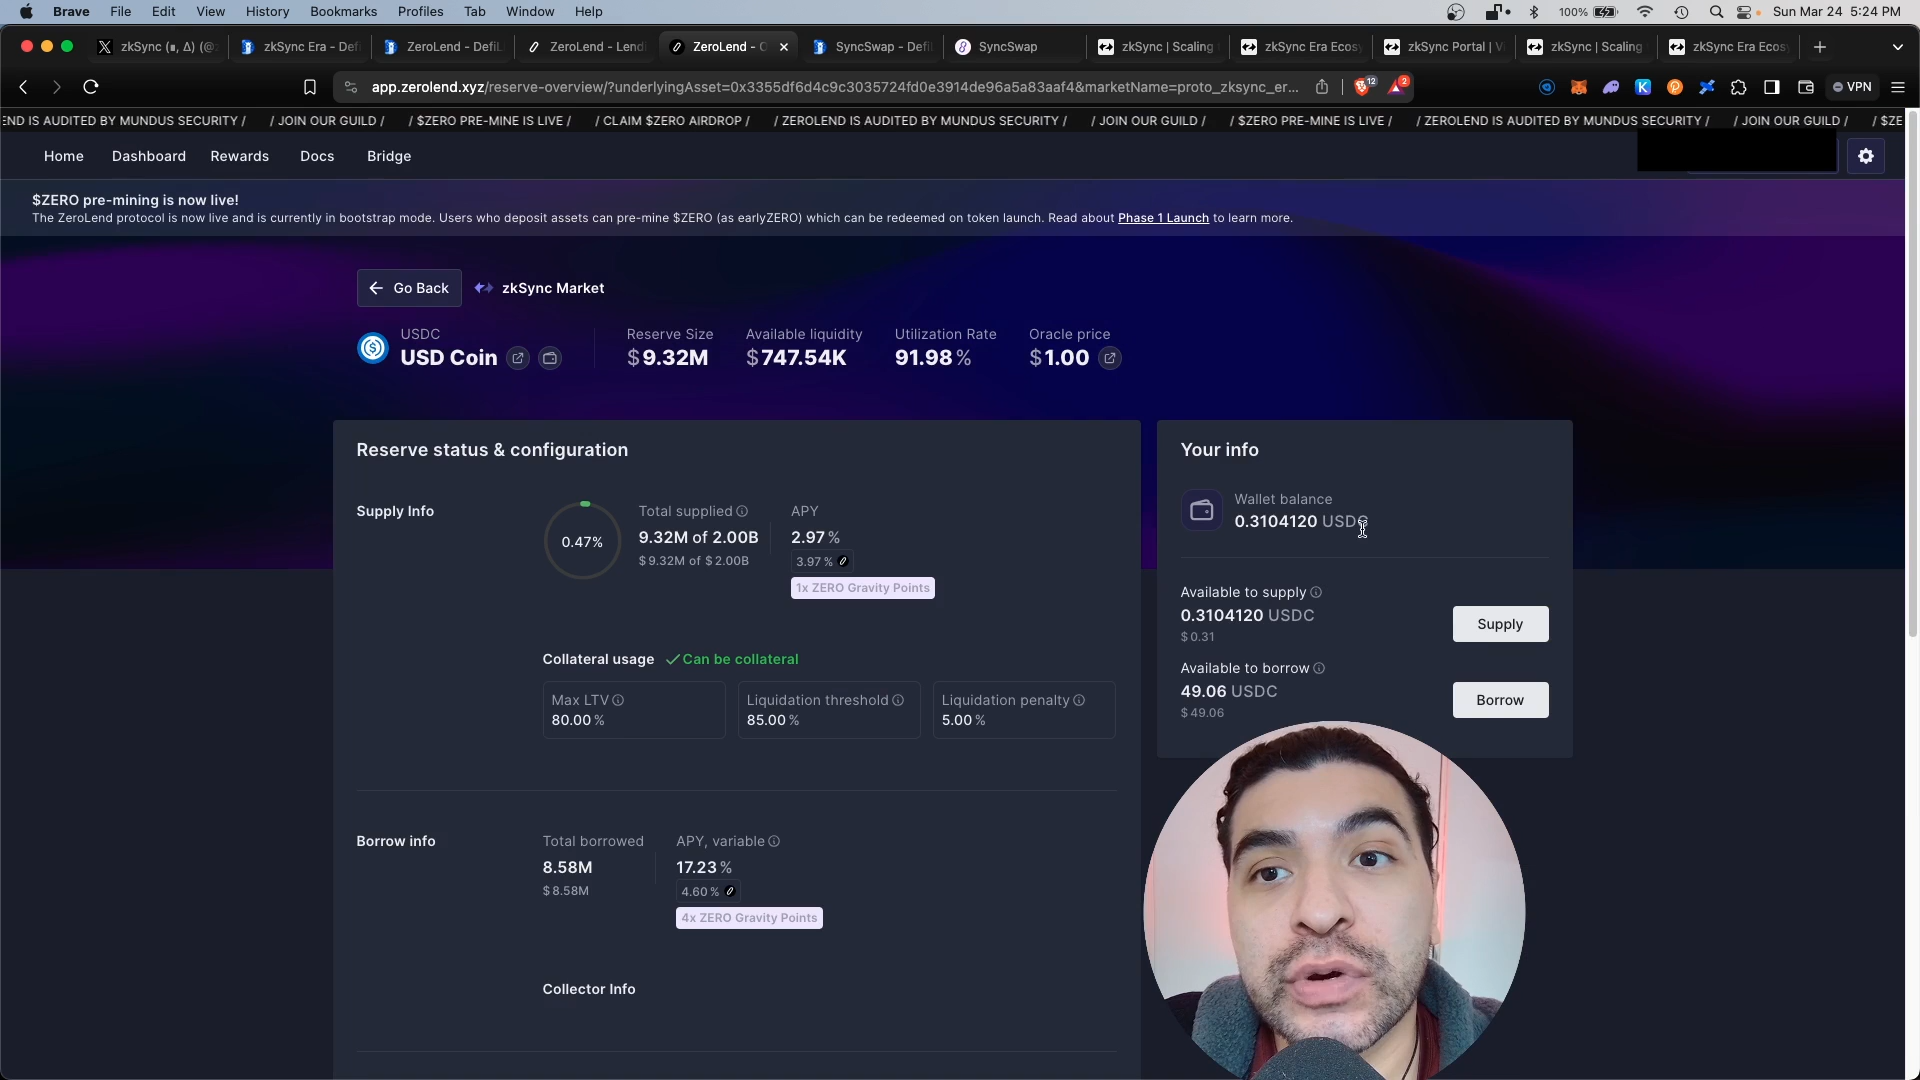 Brave File Edit View History Bookmarks Profiles Tab Window Help 100% Sun Mar 24 5:24 PM
zkSync (∎, ∆) (@z zkSync Era - Defi ZeroLend - DefiL ZeroLend - Lendi ZeroLend - O SyncSwap - Defi SyncSwap zkSync | Scaling zkSync Era Ecos zkSync Portal | V zkSync | Scaling zkSync Era Ecos
app.zerolend.xyz/reserve-overview/?underlyingAsset=0x3355df6d4c9c3035724fd0e3914de96a5a83aaf4&marketName=proto_zksync_er... 12 2 VPN
END IS AUDITED BY MUNDUS SECURITY / / JOIN OUR GUILD / / $ZERO PRE-MINE IS LIVE / / CLAIM $ZERO AIRDROP / / ZEROLEND IS AUDITED BY MUNDUS SECURITY / / JOIN OUR GUILD / / $ZERO PRE-MINE IS LIVE / / ZEROLEND IS AUDITED BY MUNDUS SECURITY / / JOIN OUR GUILD / / $ZE
Home Dashboard Rewards Docs Bridge
$ZERO pre-mining is now live!
The ZeroLend protocol is now live and is currently in bootstrap mode. Users who deposit assets can pre-mine $ZERO (as earlyZERO) which can be redeemed on token launch. Read about Phase 1 Launch to learn more.
Go Back zkSync Market
USDC Reserve Size Available liquidity Utilization Rate Oracle price
USD Coin $9.32M $747.54K 91.98% $1.00
Reserve status & configuration
Supply Info
0.47%
Total supplied
9.32M of 2.00B
$9.32M of $2.00B
APY
2.97%
3.97%
1x ZERO Gravity Points
Collateral usage Can be collateral
Max LTV
80.00%
Liquidation threshold
85.00%
Liquidation penalty
5.00%
Borrow info
Total borrowed
8.58M
$8.58M
APY, variable
17.23%
4.60%
4x ZERO Gravity Points
Collector Info
Your info
Wallet balance
0.3104120 USDC
Available to supply
0.3104120 USDC
$0.31
Supply
Available to borrow
49.06 USDC
$49.06
Borrow